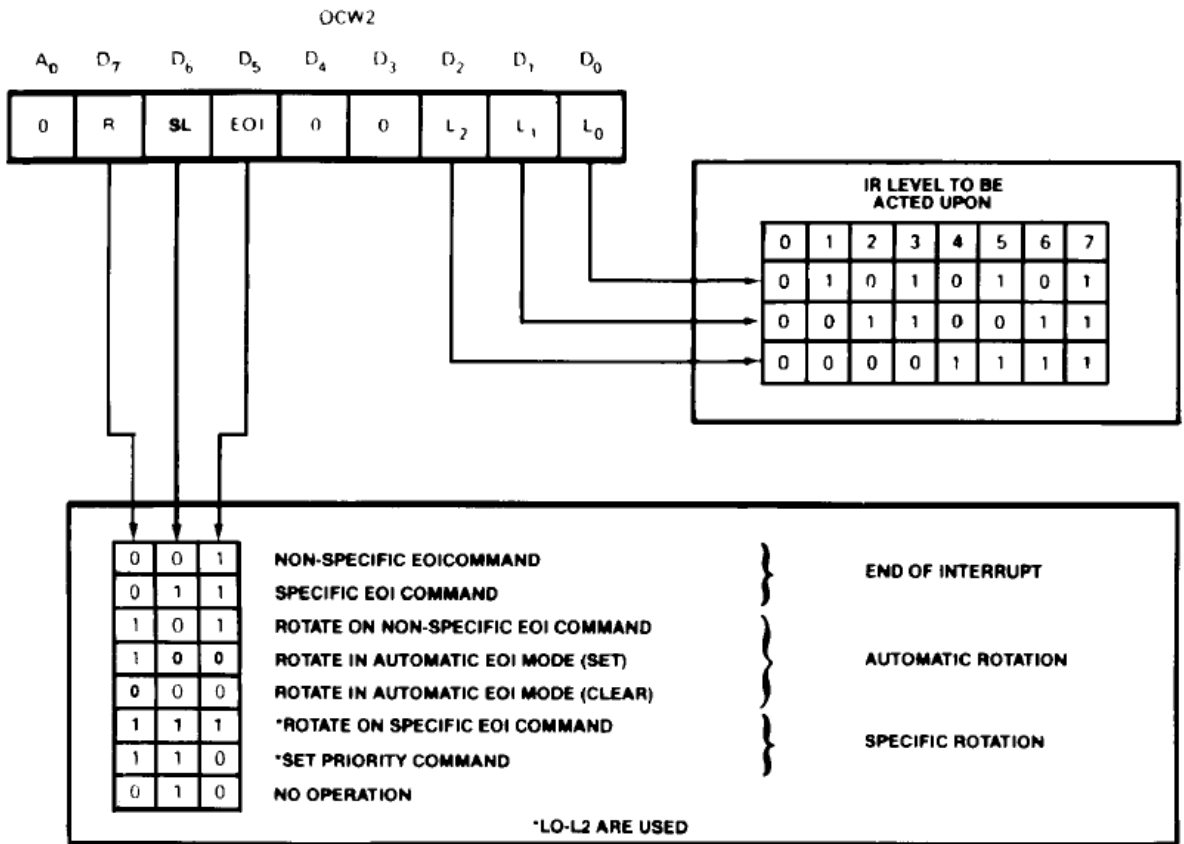 OCW2
A0 D7 D6 D5 D4 D3 D2 D1 D0
0 R SL EOI 0 0 L2 L1 L0
IR LEVEL TO BE
ACTED UPON
0 1 2 3 4 5 6 7
0 1 0 1 0 1 0 1
0 0 1 1 0 0 1 1
0 0 0 0 1 1 1 1
0 0 1 NON-SPECIFIC EOICOMMAND
0 1 1 SPECIFIC EOI COMMAND
END OF INTERRUPT
1 0 1 ROTATE ON NON-SPECIFIC EOI COMMAND
1 0 0 ROTATE IN AUTOMATIC EOI MODE (SET)
0 0 0 ROTATE IN AUTOMATIC EOI MODE (CLEAR)
AUTOMATIC ROTATION
1 1 1 *ROTATE ON SPECIFIC EOI COMMAND
1 1 0 *SET PRIORITY COMMAND
SPECIFIC ROTATION
0 1 0 NO OPERATION
*LO-L2 ARE USED